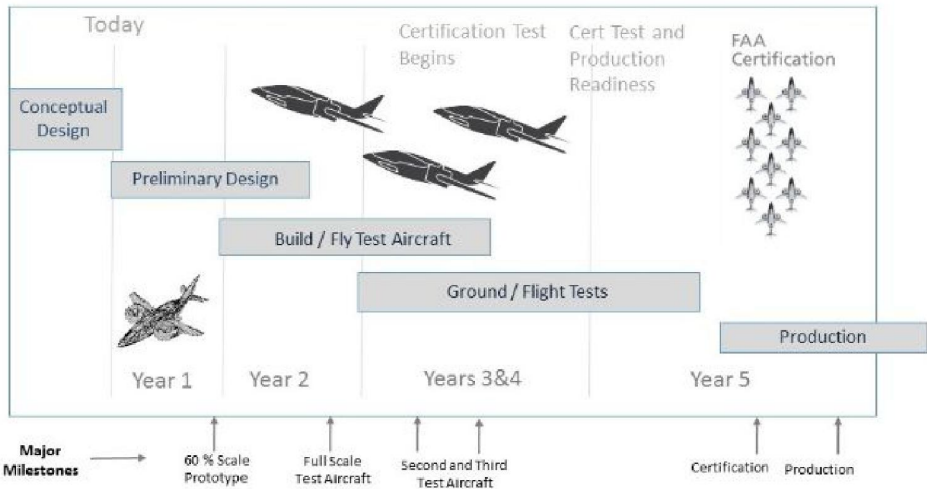 Today
Certification Test
Begins
Cert Test and
Production
Readiness
FAA
Certification
Conceptual
Design
Preliminary Design
Build / Fly Test Aircraft
Ground / Flight Tests
Production
Year 1
Year 2
Years 3&4
Year 5
Major
Milestones
60 % Scale
Prototype
Full Scale
Test Aircraft
Second and Third
Test Aircraft
Certification
Production